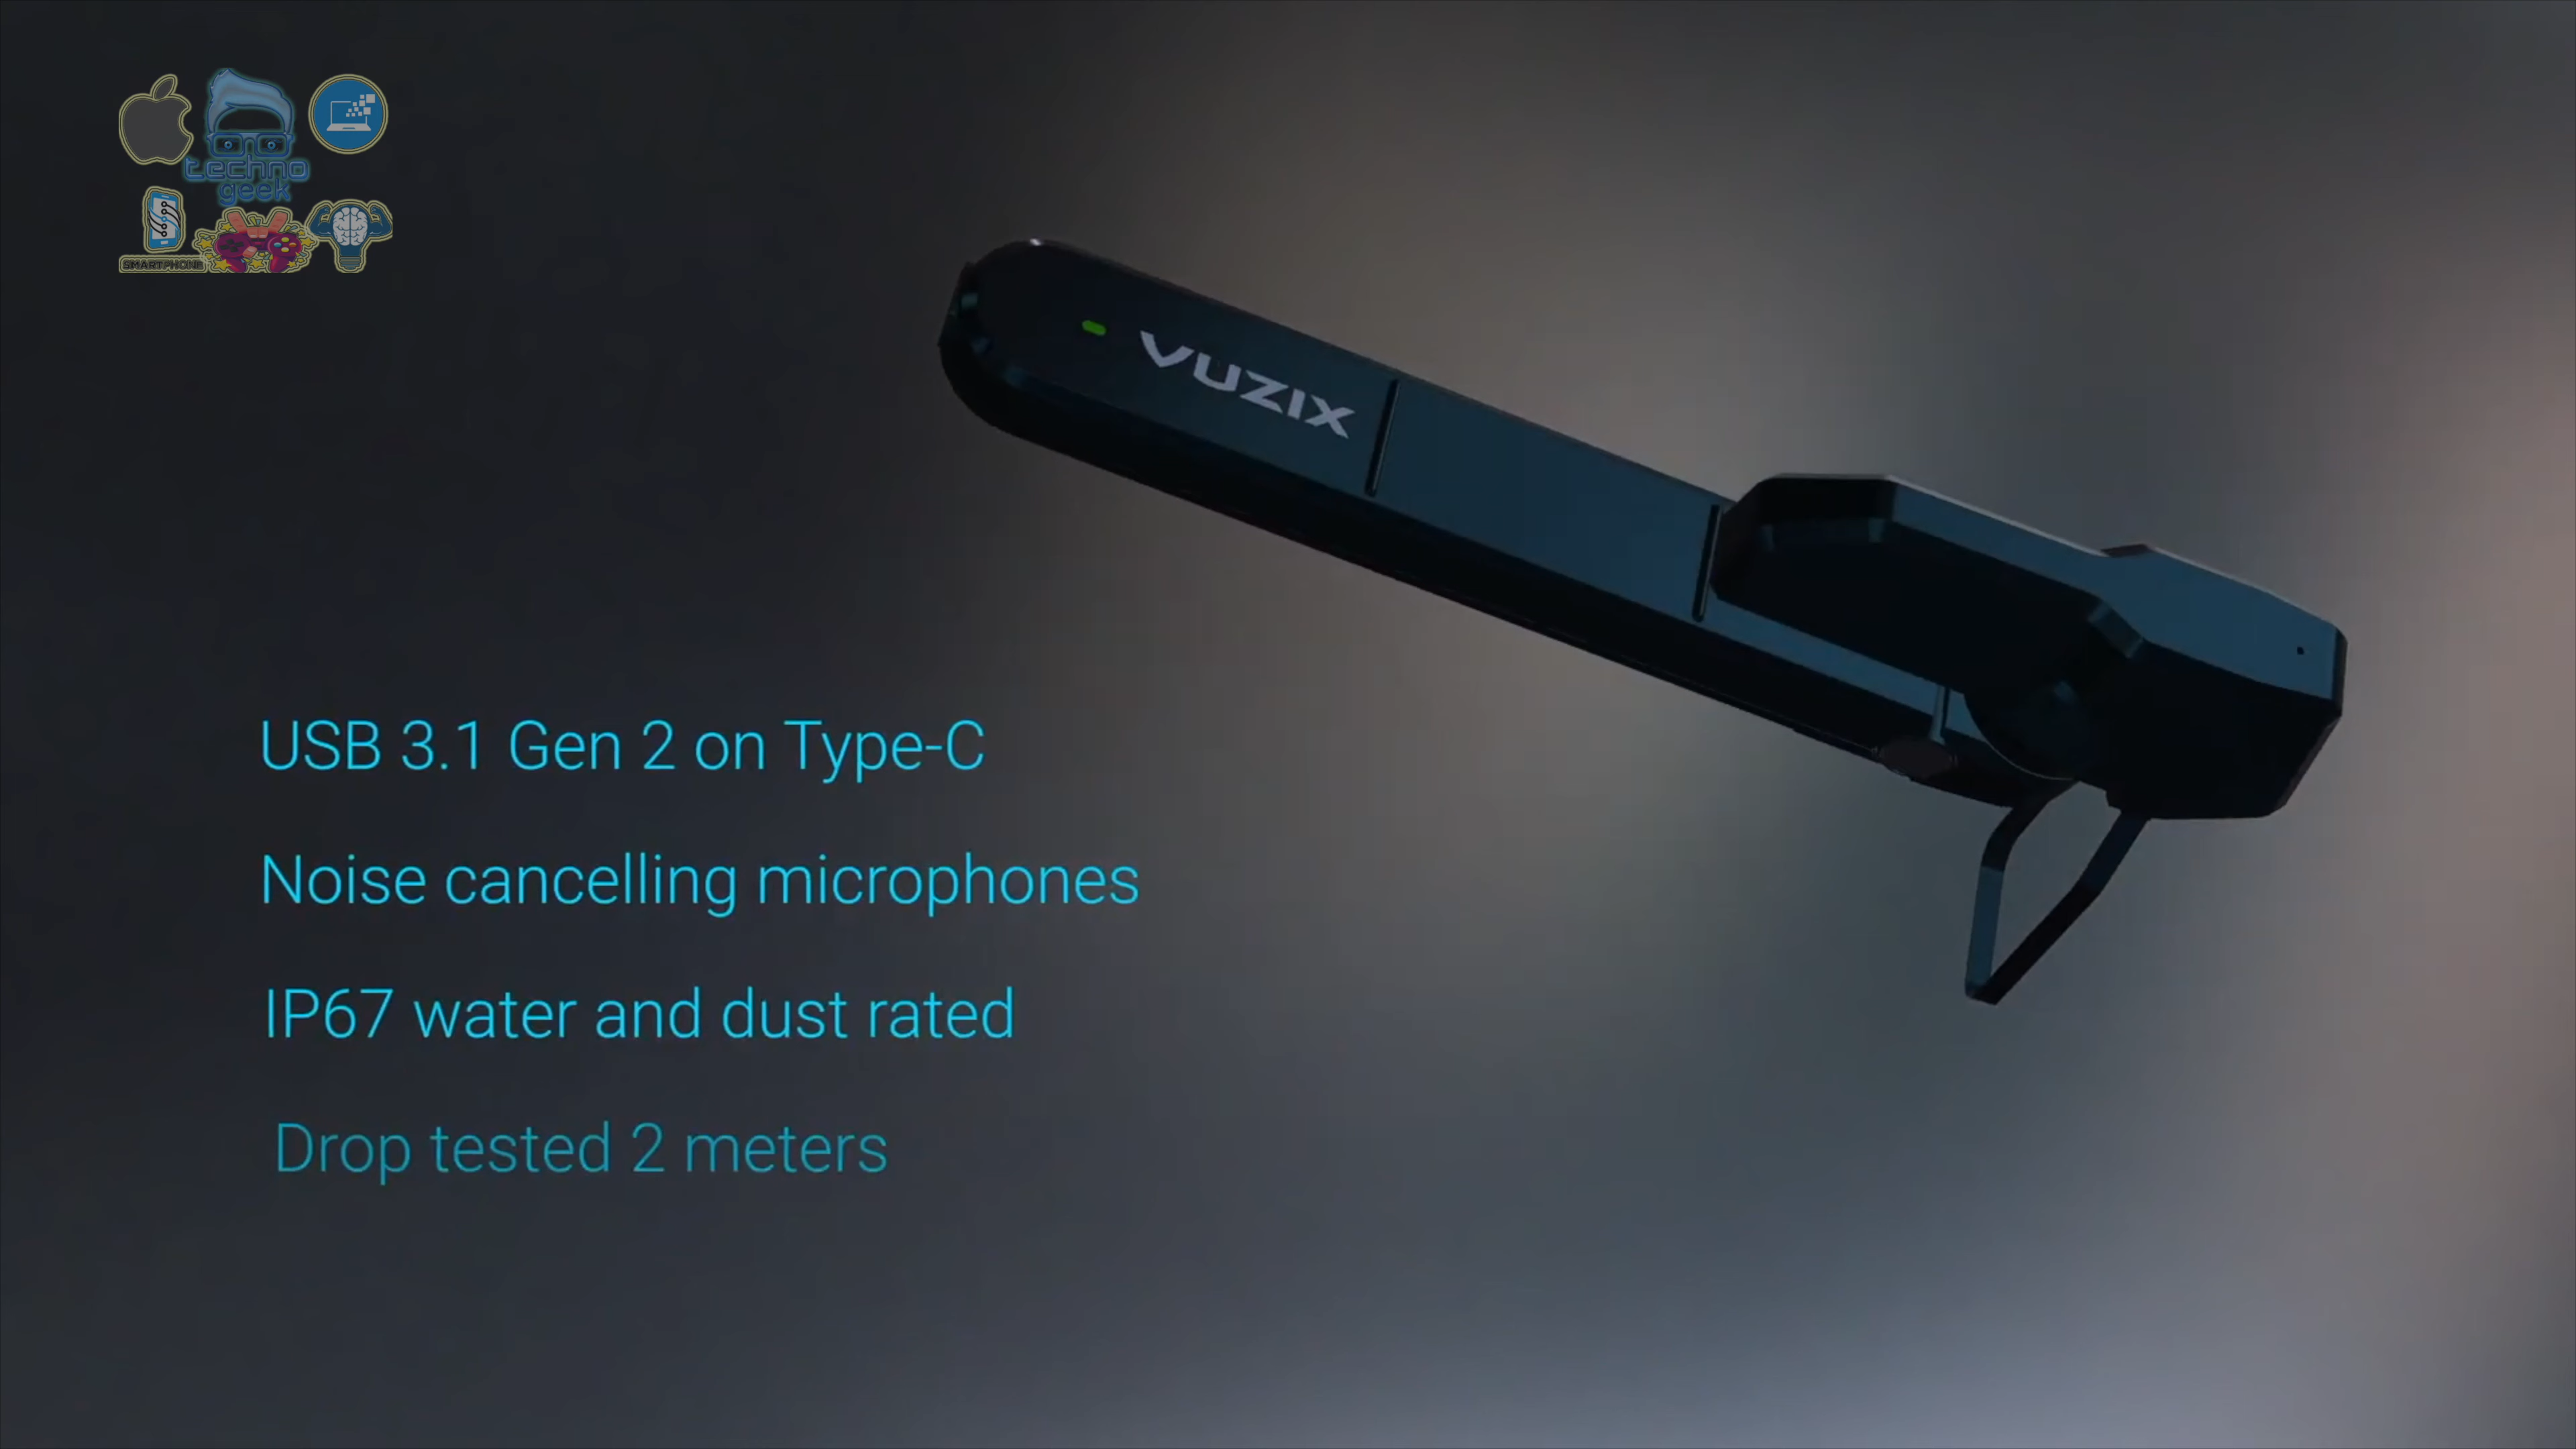 techno
geek
SMARTPHONE
VUZIX
USB 3.1 Gen 2 on Type-C
Noise cancelling microphones
IP67 water and dust rated
Drop tested 2 meters